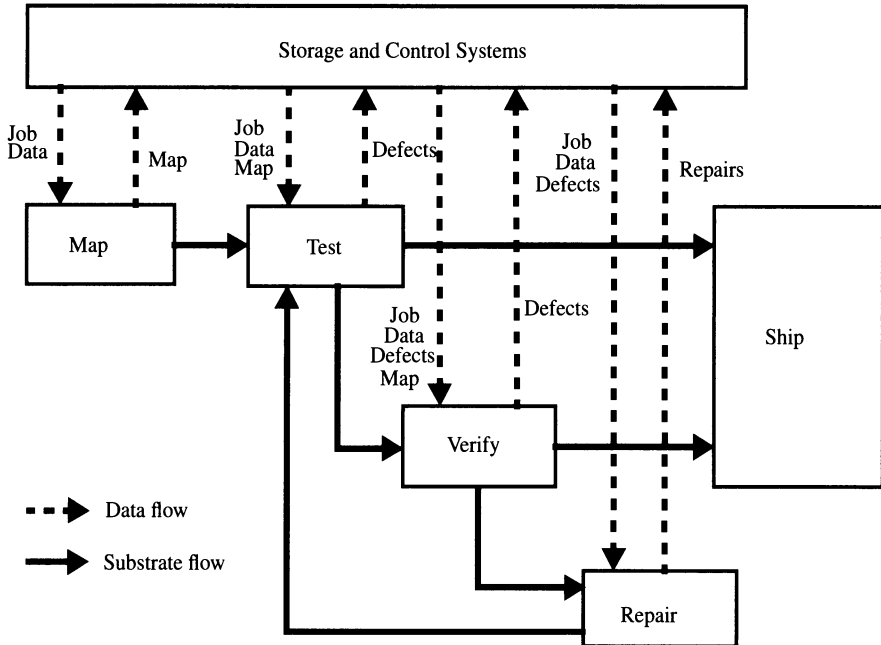 Storage and Control Systems
Job
Data
Map
Job
Data
Map
Defects
Job
Data
Defects
Repairs
Map
Test
Job
Data
Defects
Map
Defects
Ship
Verify
Data flow
Substrate flow
Repair